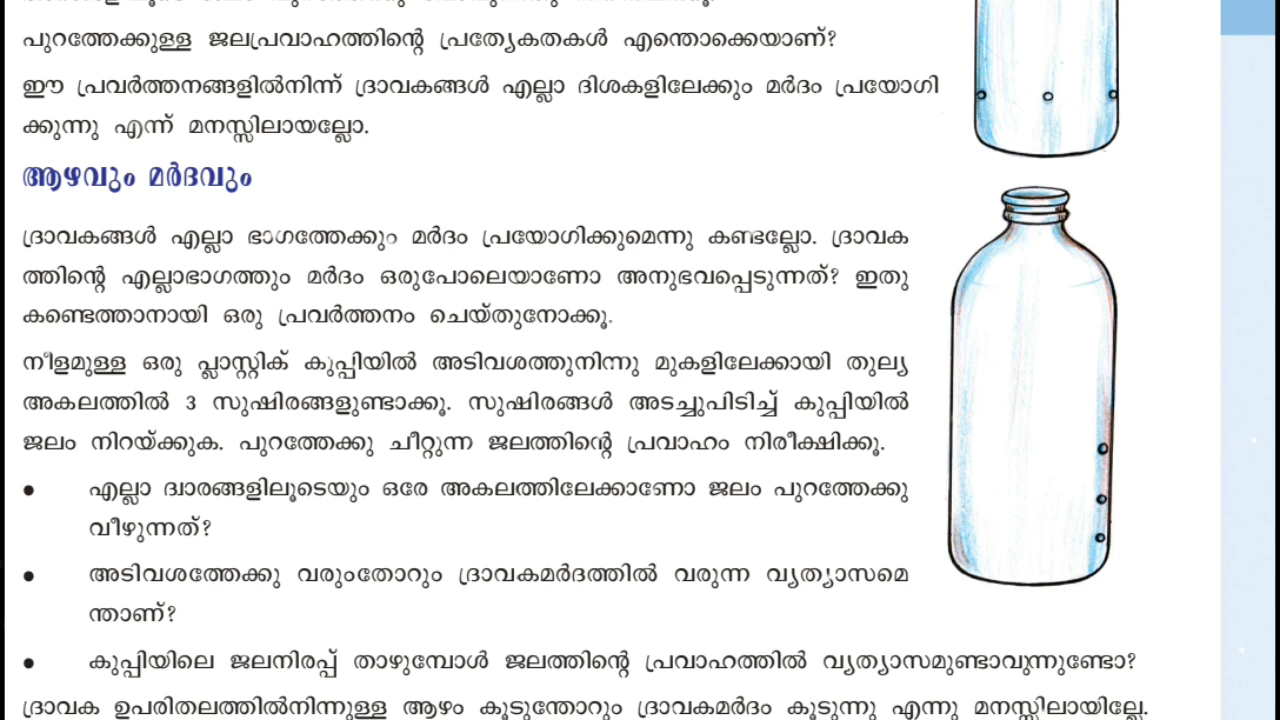 പുറത്തേക്കുള്ള ജലപ്രവാഹത്തിന്റെ പ്രത്യേകതകൾ എന്തൊക്കെയാണ്?
ഈ പ്രവർത്തനങ്ങളിൽനിന്ന് ദ്രാവകങ്ങൾ എല്ലാ ദിശകളിലേക്കും മർദം പ്രയോഗി
ക്കുന്നു എന്ന് മനസ്സിലായല്ലോ.
ആഴവും മർദവും
ദ്രാവകങ്ങൾ എല്ലാ ഭാഗത്തേക്കും മർദം പ്രയോഗിക്കുമെന്നു കണ്ടല്ലോ. ദ്രാവക
ത്തിന്റെ എല്ലാഭാഗത്തും മർദം ഒരുപോലെയാണോ അനുഭവപ്പെടുന്നത്? ഇതു
കണ്ടെത്താനായി ഒരു പ്രവർത്തനം ചെയ്തുനോക്കൂ.
നീളമുള്ള ഒരു പ്ലാസ്റ്റിക് കുപ്പിയിൽ അടിവശത്തുനിന്നു മുകളിലേക്കായി തുല്യ
അകലത്തിൽ 3 സുഷിരങ്ങളുണ്ടാക്കൂ. സുഷിരങ്ങൾ അടച്ചുപിടിച്ച് കുപ്പിയിൽ
ജലം നിറയ്ക്കുക. പുറത്തേക്കു ചീറ്റുന്ന ജലത്തിന്റെ പ്രവാഹം നിരീക്ഷിക്കൂ.
• എല്ലാ ദ്വാരങ്ങളിലൂടെയും ഒരേ അകലത്തിലേക്കാണോ ജലം പുറത്തേക്കു
വീഴുന്നത്?
• അടിവശത്തേക്കു വരുംതോറും ദ്രാവകമർദത്തിൽ വരുന്ന വ്യത്യാസമെ
ന്താണ്?
• കുപ്പിയിലെ ജലനിരപ്പ് താഴുമ്പോൾ ജലത്തിന്റെ പ്രവാഹത്തിൽ വ്യത്യാസമുണ്ടാവുന്നുണ്ടോ?
ദ്രാവക ഉപരിതലത്തിൽനിന്നുള്ള ആഴം കൂടുന്തോറും ദ്രാവകമർദം കൂടുന്നു എന്നു മനസ്സിലായില്ലേ.